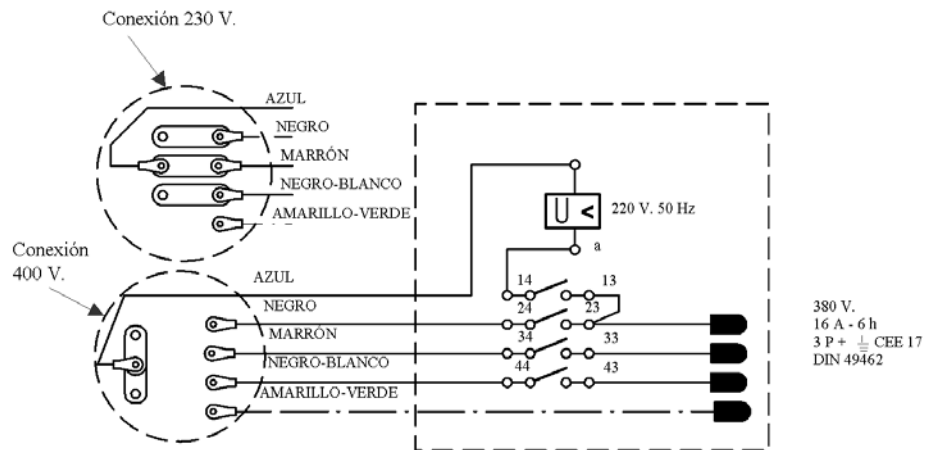 Conexión 230 V.
AZUL
NEGRO
MARRÓN
NEGRO-BLANCO
AMARILLO-VERDE
U <
220 V. 50 Hz
a
Conexión
400 V.
AZUL
NEGRO
MARRÓN
NEGRO-BLANCO
AMARILLO-VERDE
14 13
24 23
34 33
44 43
380 V.
16 A - 6 h
3 P + ⏚ CEE 17
DIN 49462